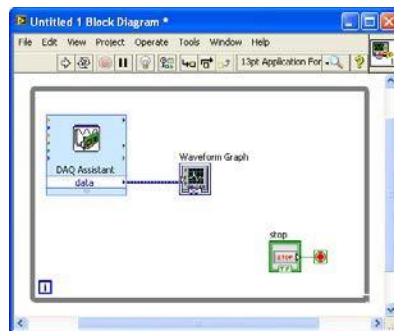 Untitled 1 Block Diagram *
File Edit View Project Operate Tools Window Help
13pt Application For
DAQ Assistant
data
Waveform Graph
stop
STOP
TF
i